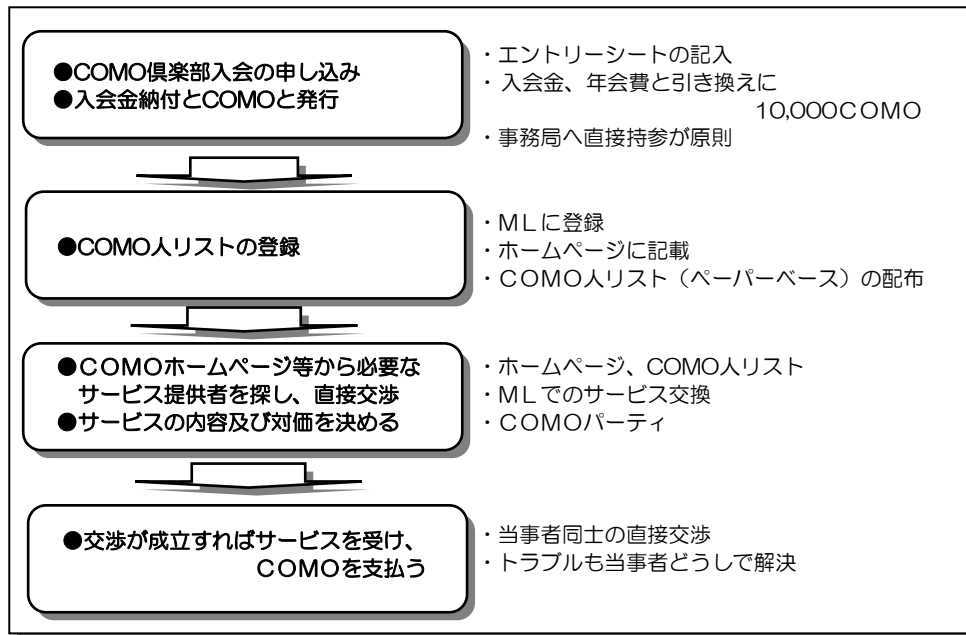 ●COMO倶楽部入会の申し込み
●入会金納付とCOMOと発行
・エントリーシートの記入
・入会金、年会費と引き換えに
10,000COMO
・事務局へ直接持参が原則
●COMO人リストの登録
・MLに登録
・ホームページに記載
・COMO人リスト（ペーパーベース）の配布
●COMOホームページ等から必要な
サービス提供者を探し、直接交渉
●サービスの内容及び対価を決める
・ホームページ、COMO人リスト
・MLでのサービス交換
・COMOパーティ
●交渉が成立すればサービスを受け、
COMOを支払う
・当事者同士の直接交渉
・トラブルも当事者どうしで解決